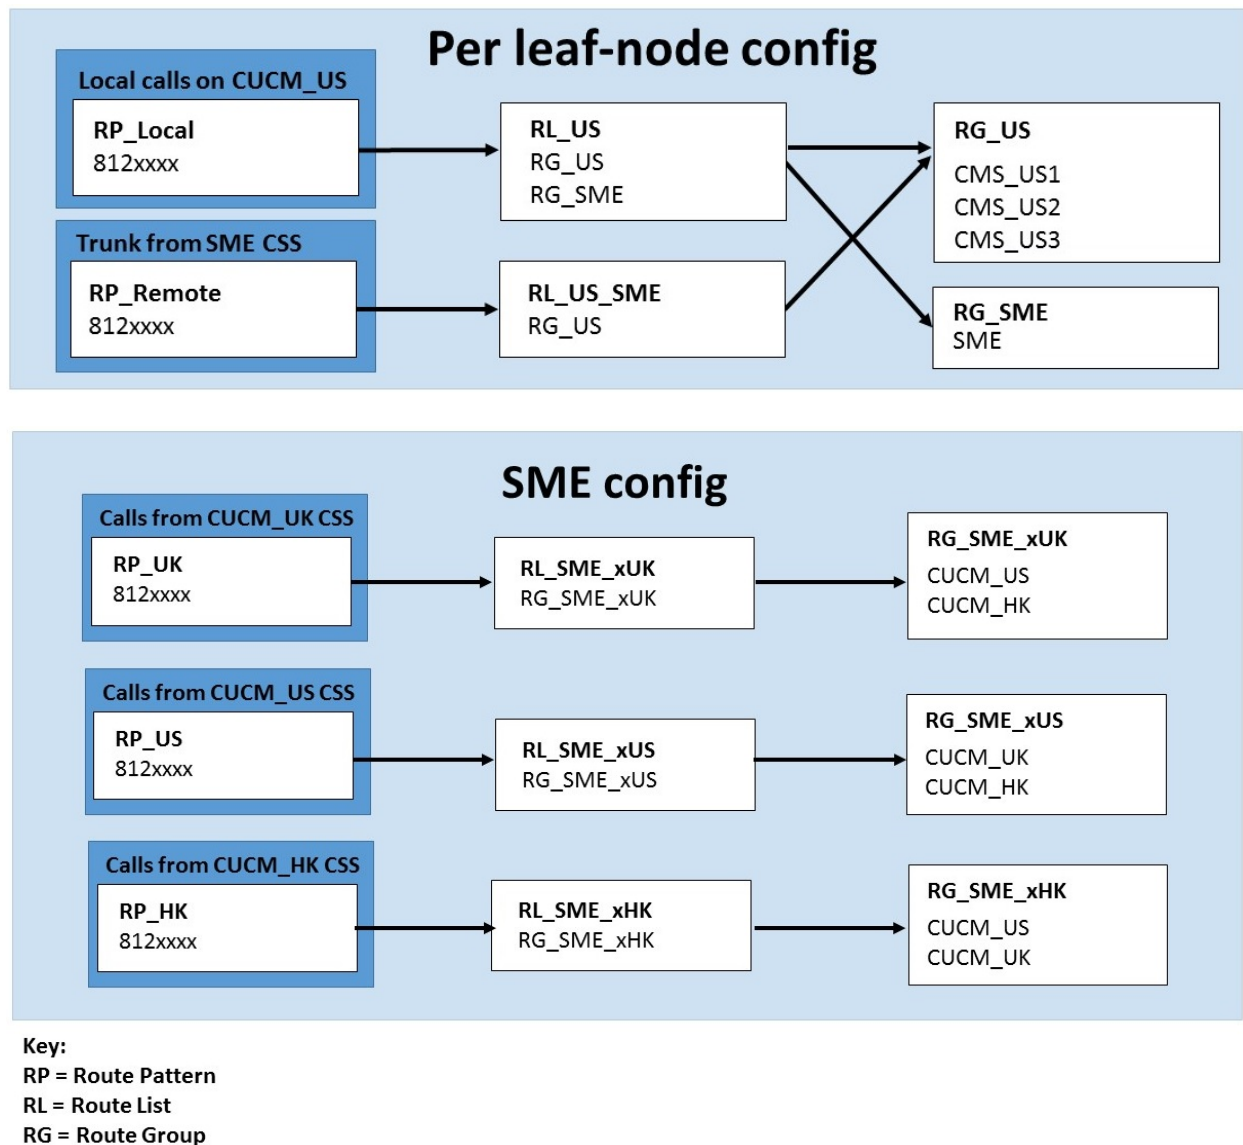 Per leaf-node config
Local calls on CUCM_US
RP_Local
812xxxx
RL_US
RG_US
RG_SME
RG_US
CMS_US1
CMS_US2
CMS_US3
Trunk from SME CSS
RP_Remote
812xxxx
RL_US_SME
RG_US
RG_SME
SME
SME config
Calls from CUCM_UK CSS
RP_UK
812xxxx
RL_SME_xUK
RG_SME_xUK
RG_SME_xUK
CUCM_US
CUCM_HK
Calls from CUCM_US CSS
RP_US
812xxxx
RL_SME_xUS
RG_SME_xUS
RG_SME_xUS
CUCM_UK
CUCM_HK
Calls from CUCM_HK CSS
RP_HK
812xxxx
RL_SME_xHK
RG_SME_xHK
RG_SME_xHK
CUCM_US
CUCM_UK
Key:
RP = Route Pattern
RL = Route List
RG = Route Group